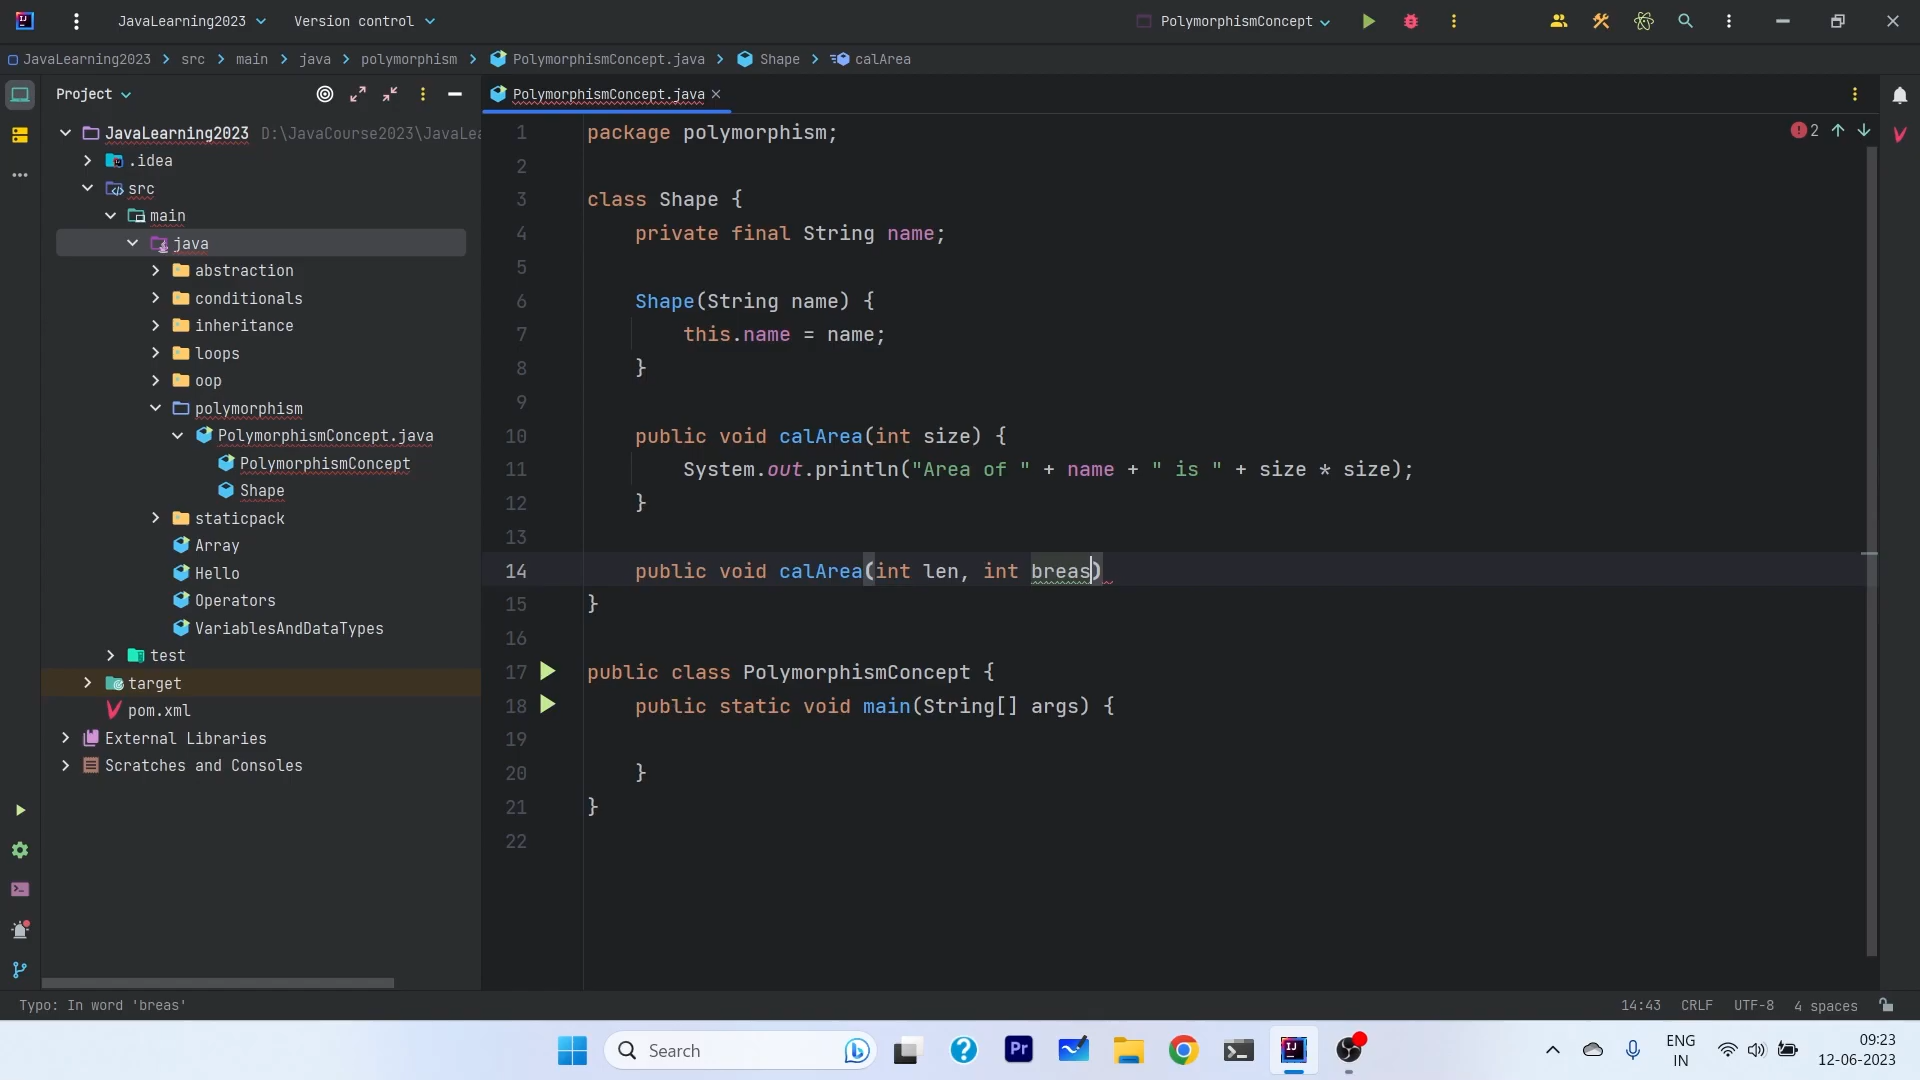 JavaLearning2023 Version control PolymorphismConcept
JavaLearning2023 src main java polymorphism PolymorphismConcept.java Shape calArea
Project PolymorphismConcept.java
JavaLearning2023 D:\JavaCourse2023\JavaLea
.idea
src
main
java
abstraction
conditionals
inheritance
loops
oop
polymorphism
PolymorphismConcept.java
PolymorphismConcept
Shape
staticpack
Array
Hello
Operators
VariablesAndDataTypes
test
target
pom.xml
External Libraries
Scratches and Consoles
1 package polymorphism;
2
3 class Shape {
4 private final String name;
5
6 Shape(String name) {
7 this.name = name;
8 }
9
10 public void calArea(int size) {
11 System.out.println("Area of " + name + " is " + size * size);
12 }
13
14 public void calArea(int len, int breas)
15 }
16
17 public class PolymorphismConcept {
18 public static void main(String[] args) {
19
20 }
21 }
22
2
Typo: In word 'breas' 14:43 CRLF UTF-8 4 spaces
Search Pr IJ ENG IN 09:23
12-06-2023